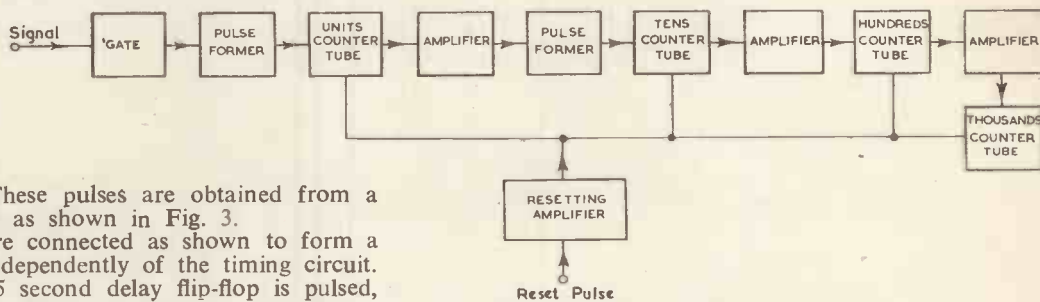 Signal
'GATE
PULSE
FORMER
UNITS
COUNTER
TUBE
AMPLIFIER
PULSE
FORMER
TENS
COUNTER
TUBE
AMPLIFIER
HUNDREDS
COUNTER
TUBE
AMPLIFIER
THOUSANDS
COUNTER
TUBE
RESETTING
AMPLIFIER
Reset Pulse
These pulses are obtained from a
as shown in Fig. 3.
re connected as shown to form a
dependently of the timing circuit.
5 second delay flip-flop is pulsed,